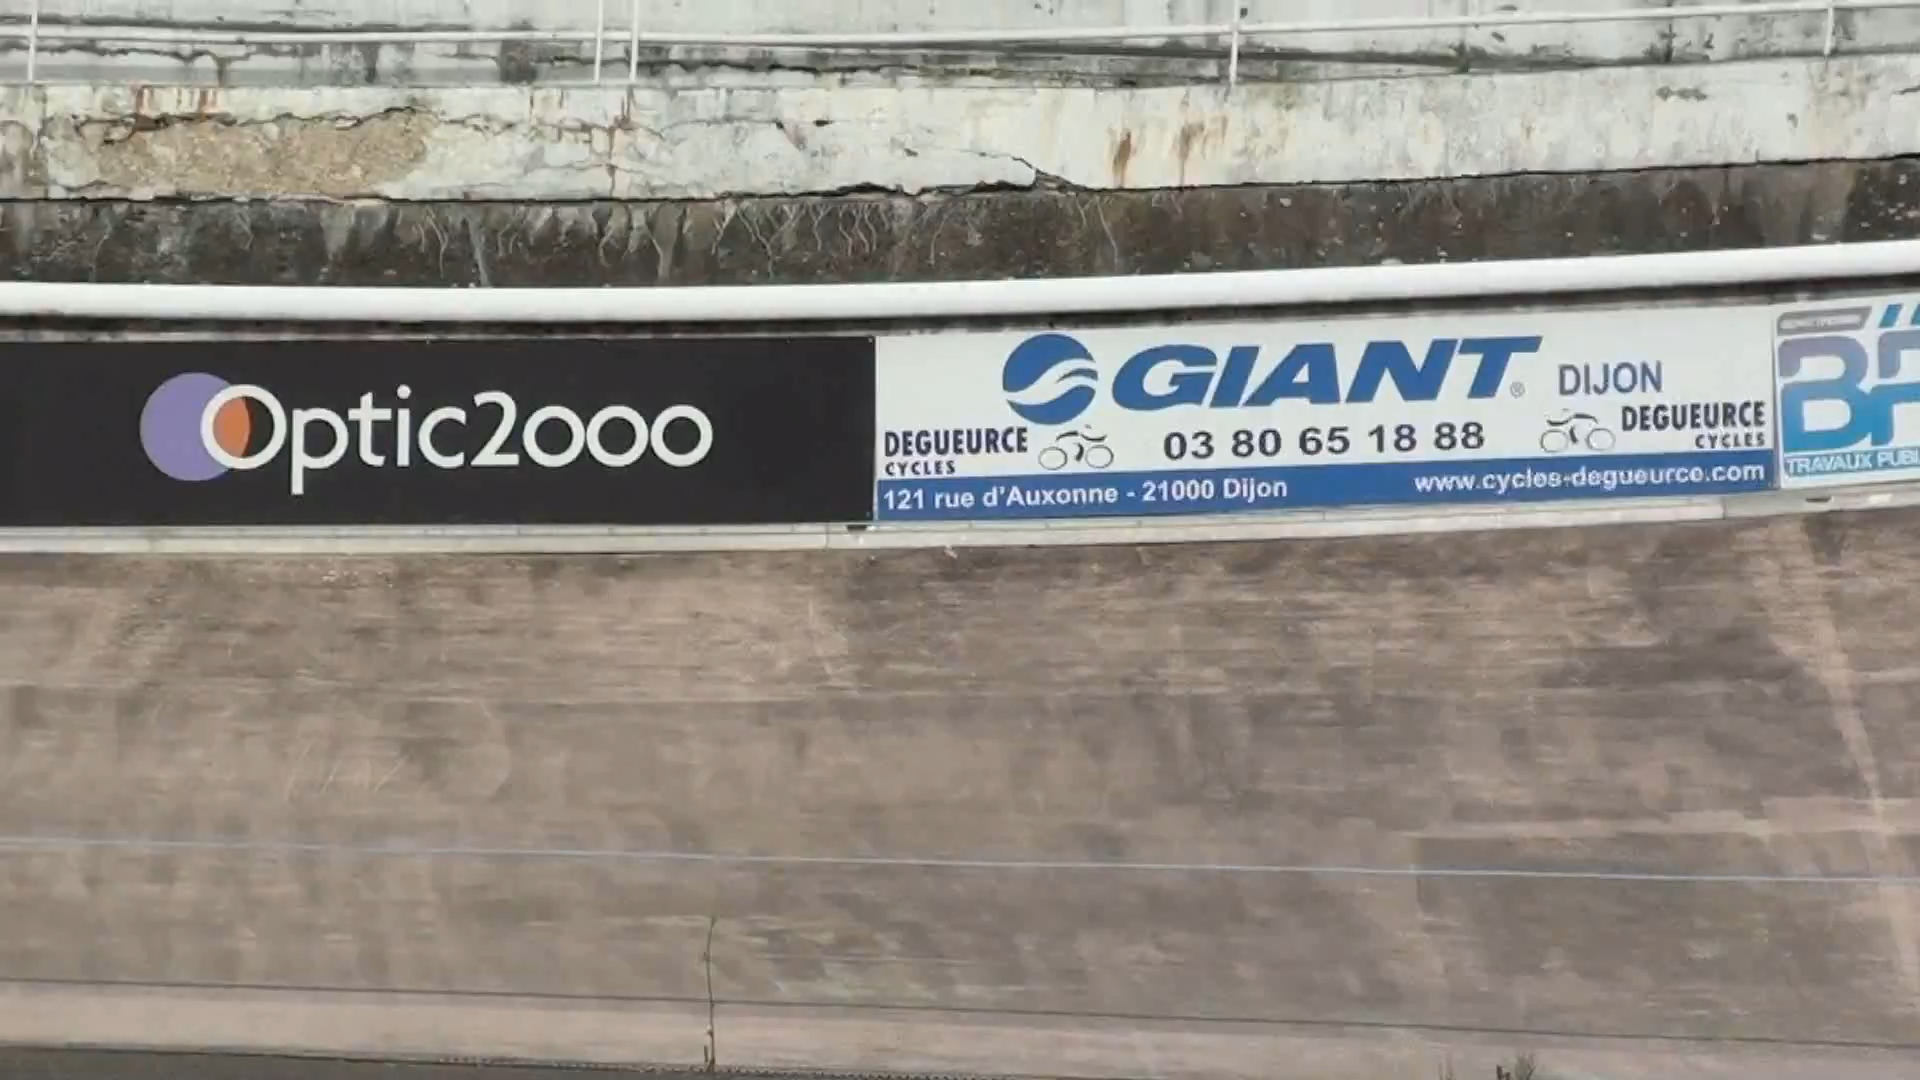 Optic2000
GIANT® DIJON
DEGUEURCE
CYCLES
03 80 65 18 88
DEGUEURCE
CYCLES
121 rue d'Auxonne - 21000 Dijon
www.cycles-degueurce.com
TRAVAUX